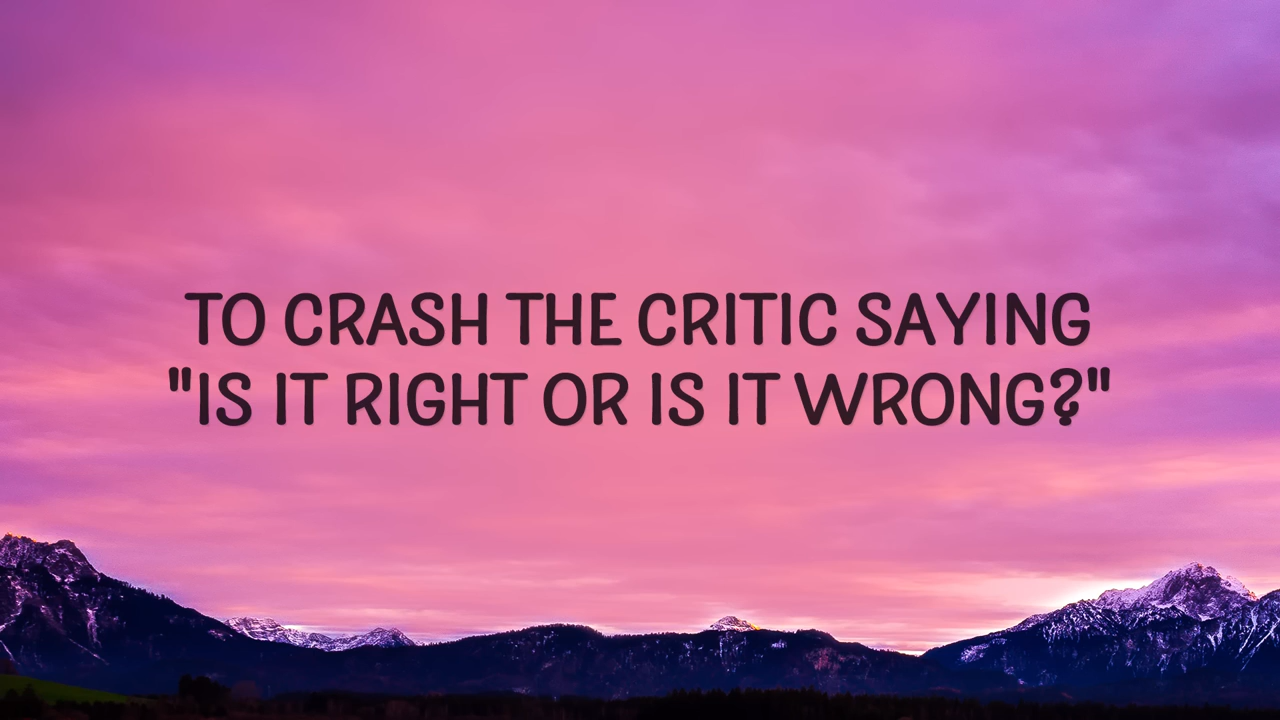 TO CRASH THE CRITIC SAYING
"IS IT RIGHT OR IS IT WRONG?"